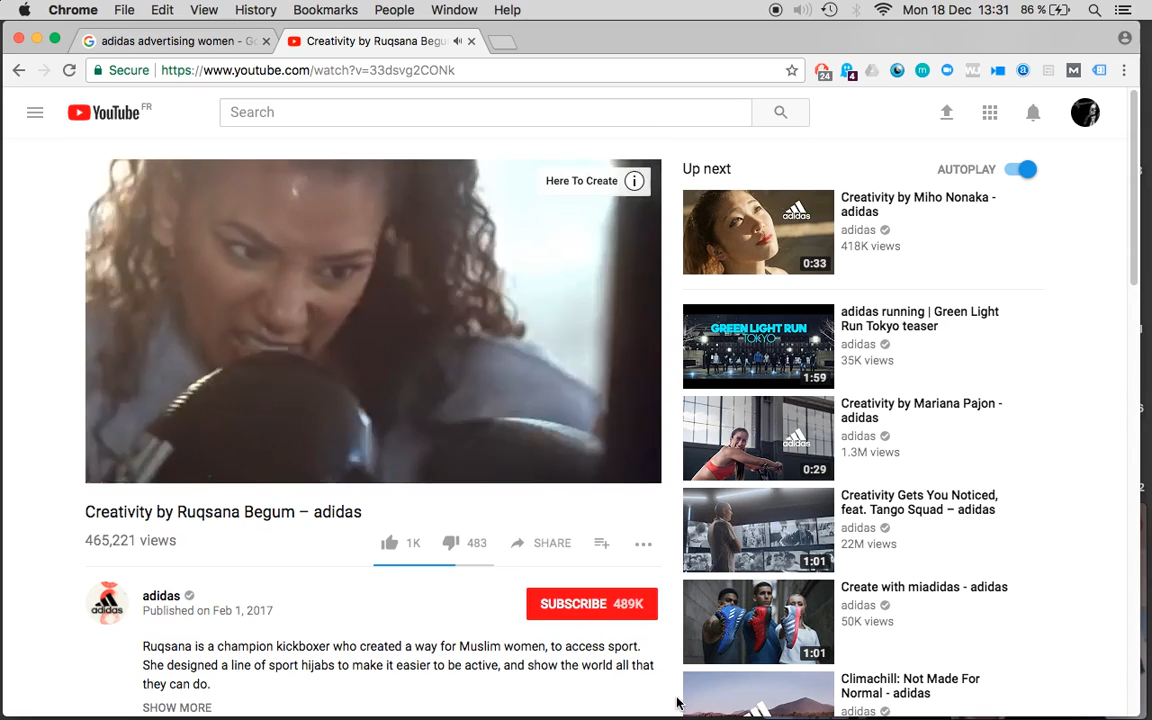 Chrome File Edit View History Bookmarks People Window Help Mon 18 Dec 13:31 86 %
adidas advertising women - Go
Creativity by Ruqsana Begu
Secure https://www.youtube.com/watch?v=33dsvg2CONk
24 4 M
YouTube FR
Search
Here To Create i
Up next AUTOPLAY
Creativity by Miho Nonaka -
adidas
adidas
418K views
adidas
0:33
adidas running | Green Light
Run Tokyo teaser
adidas
35K views
GREEN LIGHT RUN
TOKYO
1:59
Creativity by Mariana Pajon -
adidas
adidas
1.3M views
adidas
0:29
Creativity Gets You Noticed,
feat. Tango Squad – adidas
adidas
22M views
1:01
Create with miadidas - adidas
adidas
50K views
1:01
Climachill: Not Made For
Normal - adidas
adidas
Creativity by Ruqsana Begum – adidas
465,221 views
1K 483 SHARE
adidas
adidas
Published on Feb 1, 2017
SUBSCRIBE 489K
Ruqsana is a champion kickboxer who created a way for Muslim women, to access sport.
She designed a line of sport hijabs to make it easier to be active, and show the world all that
they can do.
SHOW MORE